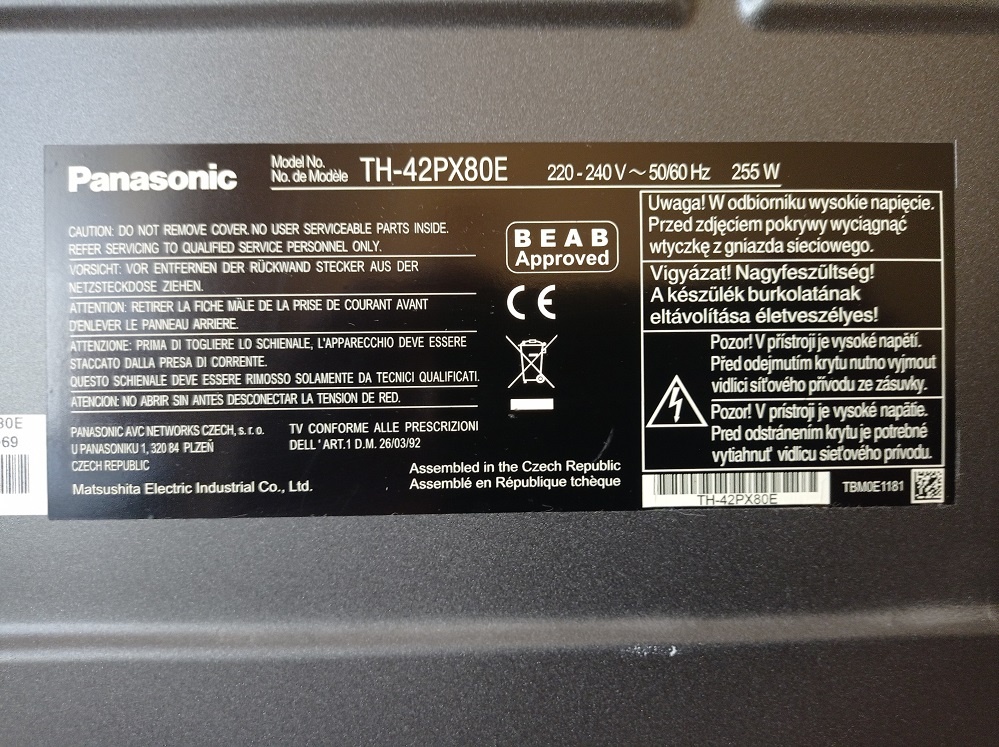 Panasonic
Model No.
No. de Modèle
TH-42PX80E
220 - 240 V ~ 50/60 Hz 255 W
CAUTION: DO NOT REMOVE COVER. NO USER SERVICEABLE PARTS INSIDE.
REFER SERVICING TO QUALIFIED SERVICE PERSONNEL ONLY.
VORSICHT: VOR ENTFERNEN DER RÜCKWAND STECKER AUS DER
NETZSTECKDOSE ZIEHEN.
ATTENTION: RETIRER LA FICHE MÂLE DE LA PRISE DE COURANT AVANT
D'ENLEVER LE PANNEAU ARRIERE.
ATTENZIONE: PRIMA DI TOGLIERE LO SCHIENALE, L'APPARECCHIO DEVE ESSERE
STACCATO DALLA PRESA DI CORRENTE.
QUESTO SCHIENALE DEVE ESSERE RIMOSSO SOLAMENTE DA TECNICI QUALIFICATI.
ATENCION: NO ABRIR SIN ANTES DESCONECTAR LA TENSION DE RED.
PANASONIC AVC NETWORKS CZECH, s. r. o.
U PANASONIKU 1, 320 84 PLZEŇ
CZECH REPUBLIC
TV CONFORME ALLE PRESCRIZIONI
DELL' ART.1 D.M. 26/03/92
Matsushita Electric Industrial Co., Ltd.
Assembled in the Czech Republic
Assemblé en République tchèque
BEAB
Approved
CE
Uwaga! W odbiorniku wysokie napięcie.
Przed zdjęciem pokrywy wyciągnąć
wtyczkę z gniazda sieciowego.
Vigyázat! Nagyfeszültség!
A készülék burkolatának
eltávolítása életveszélyes!
Pozor! V přístroji je vysoké napětí.
Před odejmutím krytu nutno vyjmout
vidlici síťového přívodu ze zásuvky.
Pozor! V prístroji je vysoké napätie.
Pred odstránením krytu je potrebné
vytiahnuť vidlicu sieťového prívodu.
TH-42PX80E
TBM0E1181
80E
69